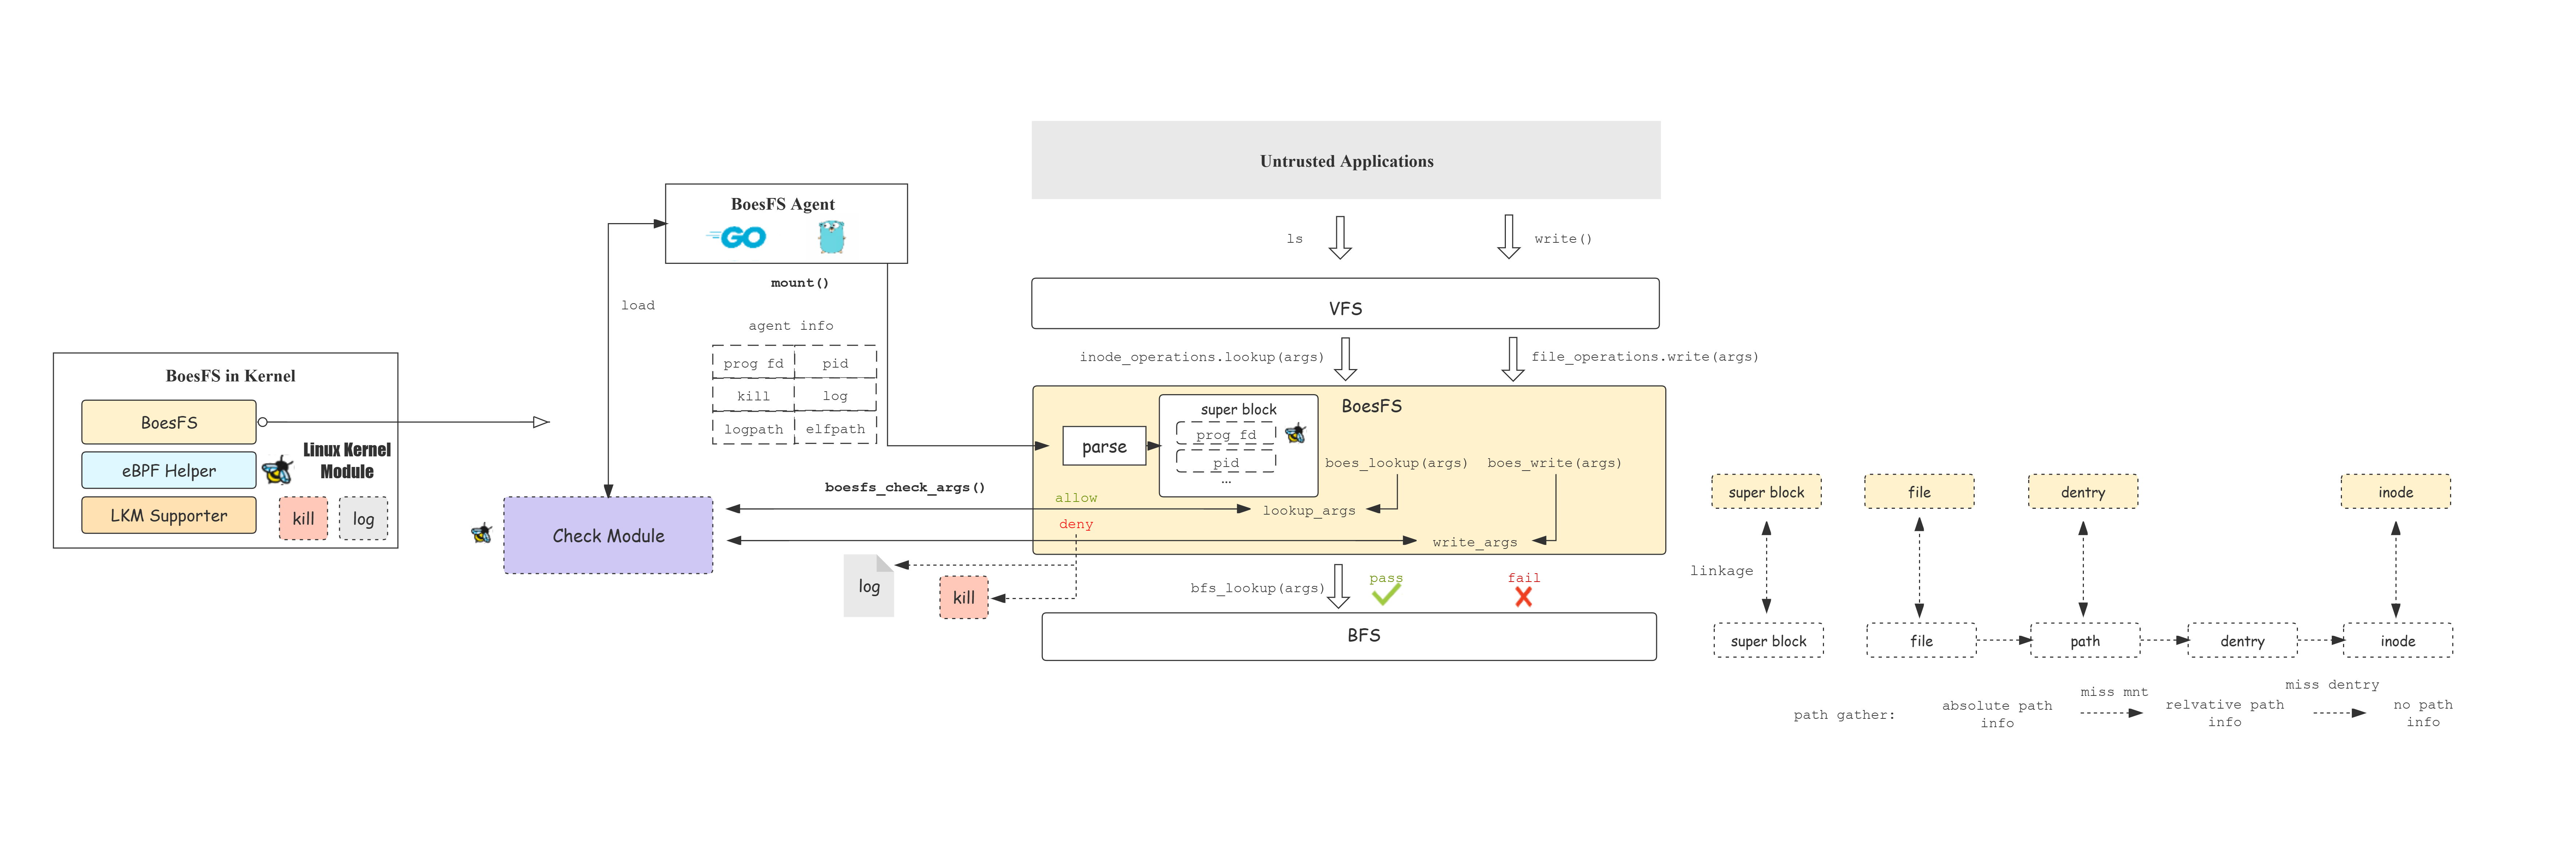 BoesFS in Kernel
BoesFS
eBPF Helper
LKM Supporter
Linux Kernel
Module
kill
log
BoesFS Agent
GO
load
mount()
agent info
prog fd
pid
kill
log
logpath
elfpath
Check Module
boesfs_check_args()
log
kill
Untrusted Applications
ls
write()
VFS
inode_operations.lookup(args)
file_operations.write(args)
BoesFS
parse
super block
prog fd
pid
...
boes_lookup(args)
boes_write(args)
allow
deny
lookup_args
write_args
bfs_lookup(args)
pass
fail
BFS
super block
file
dentry
inode
linkage
super block
file
path
dentry
inode
path gather:
absolute path
info
miss mnt
relvative path
info
miss dentry
no path
info